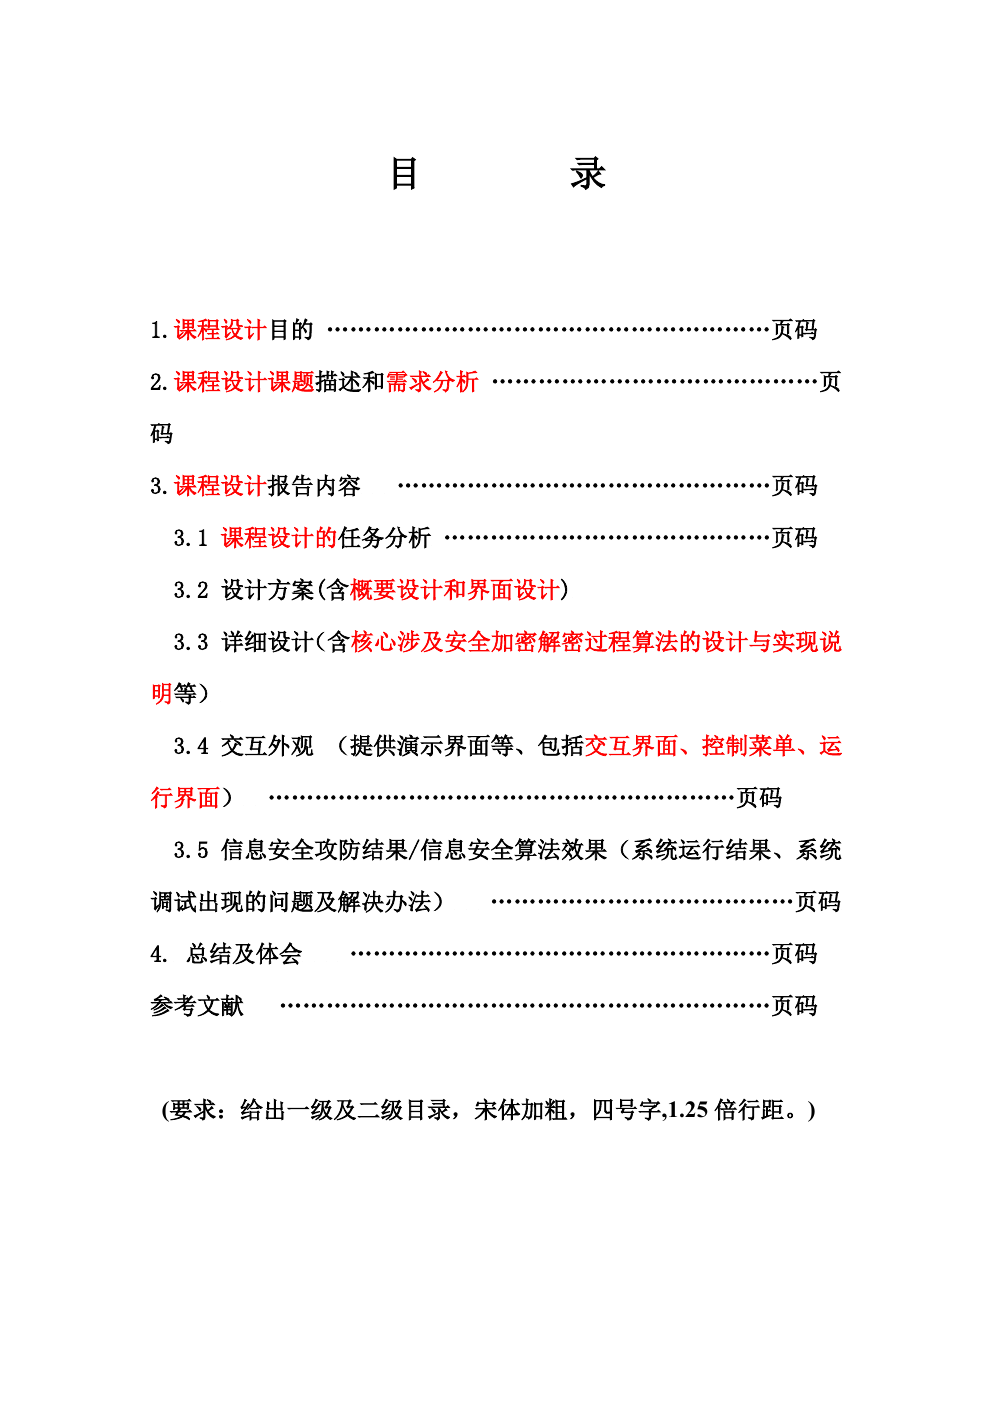 目 录
1.课程设计目的 …………………………………………………页码
2.课程设计课题描述和需求分析 ……………………………………页
码
3.课程设计报告内容 …………………………………………页码
3.1 课程设计的任务分析 ……………………………………页码
3.2 设计方案(含概要设计和界面设计)
3.3 详细设计(含核心涉及安全加密解密过程算法的设计与实现说
明等)
3.4 交互外观 （提供演示界面等、包括交互界面、控制菜单、运
行界面） ……………………………………………………页码
3.5 信息安全攻防结果/信息安全算法效果（系统运行结果、系统
调试出现的问题及解决办法） …………………………………页码
4. 总结及体会 ………………………………………………页码
参考文献 ………………………………………………………页码
(要求：给出一级及二级目录，宋体加粗，四号字,1.25 倍行距。)